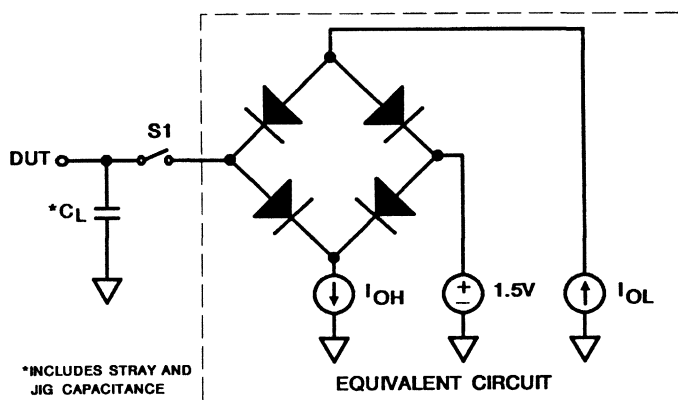 S1
DUT
*CL
IOH
+
−
1.5V
IOL
*INCLUDES STRAY AND
JIG CAPACITANCE
EQUIVALENT CIRCUIT